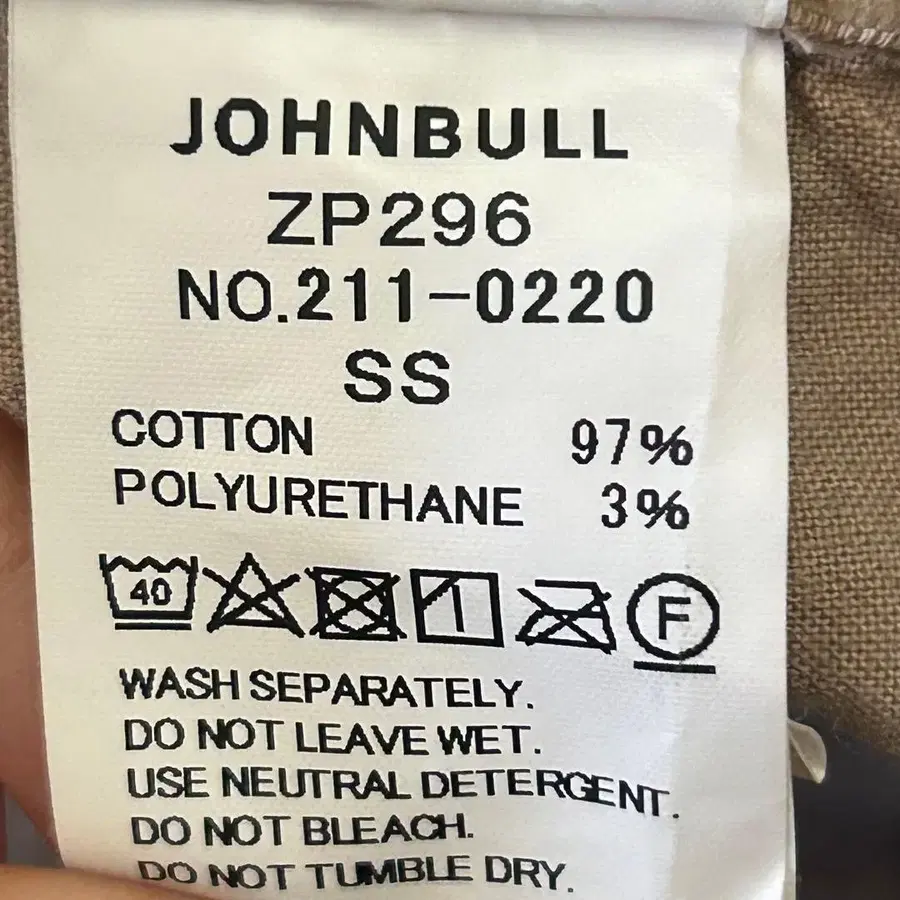 JOHNBULL
ZP296
NO.211-0220
SS
COTTON 97%
POLYURETHANE 3%
40 F
WASH SEPARATELY.
DO NOT LEAVE WET.
USE NEUTRAL DETERGENT.
DO NOT BLEACH.
DO NOT TUMBLE DRY.